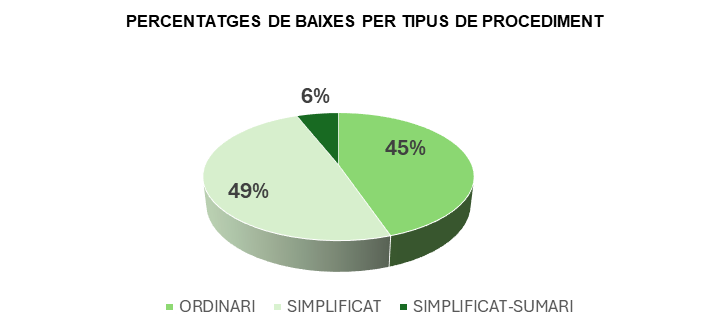 PERCENTATGES DE BAIXES PER TIPUS DE PROCEDIMENT
6%
45%
49%
ORDINARI SIMPLIFICAT SIMPLIFICAT-SUMARI